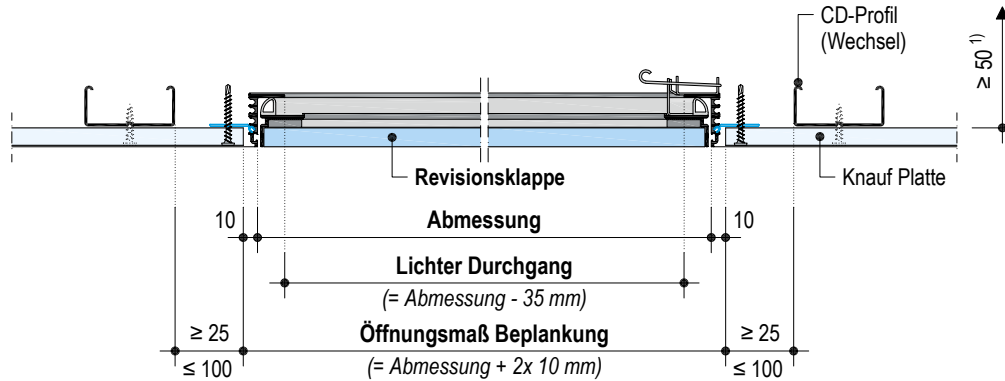 CD-Profil
(Wechsel)
≥ 50 1)
Revisionsklappe
Knauf Platte
10
Abmessung
10
Lichter Durchgang
(= Abmessung - 35 mm)
≥ 25
Öffnungsmaß Beplankung
≥ 25
≤ 100
(= Abmessung + 2x 10 mm)
≤ 100